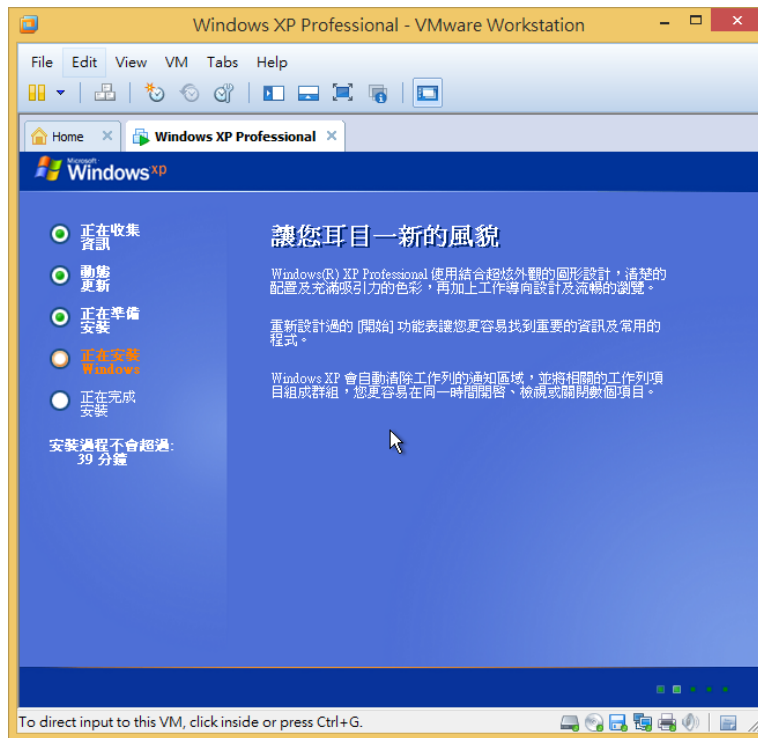 Windows XP Professional - VMware Workstation
File Edit View VM Tabs Help
Home
Windows XP Professional
Microsoft
Windows xp
正在收集
資訊
動態
更新
正在準備
安裝
正在安裝
Windows
正在完成
安裝
安裝過程不會超過:
39 分鐘
讓您耳目一新的風貌
Windows(R) XP Professional 使用結合超炫外觀的圖形設計，清楚的
配置及充滿吸引力的色彩，再加上工作導向設計及流暢的瀏覽。
重新設計過的 [開始] 功能表讓您更容易找到重要的資訊及常用的
程式。
Windows XP 會自動清除工作列的通知區域，並將相關的工作列項
目組成群組，您更容易在同一時間開啓、檢視或關閉數個項目。
To direct input to this VM, click inside or press Ctrl+G.